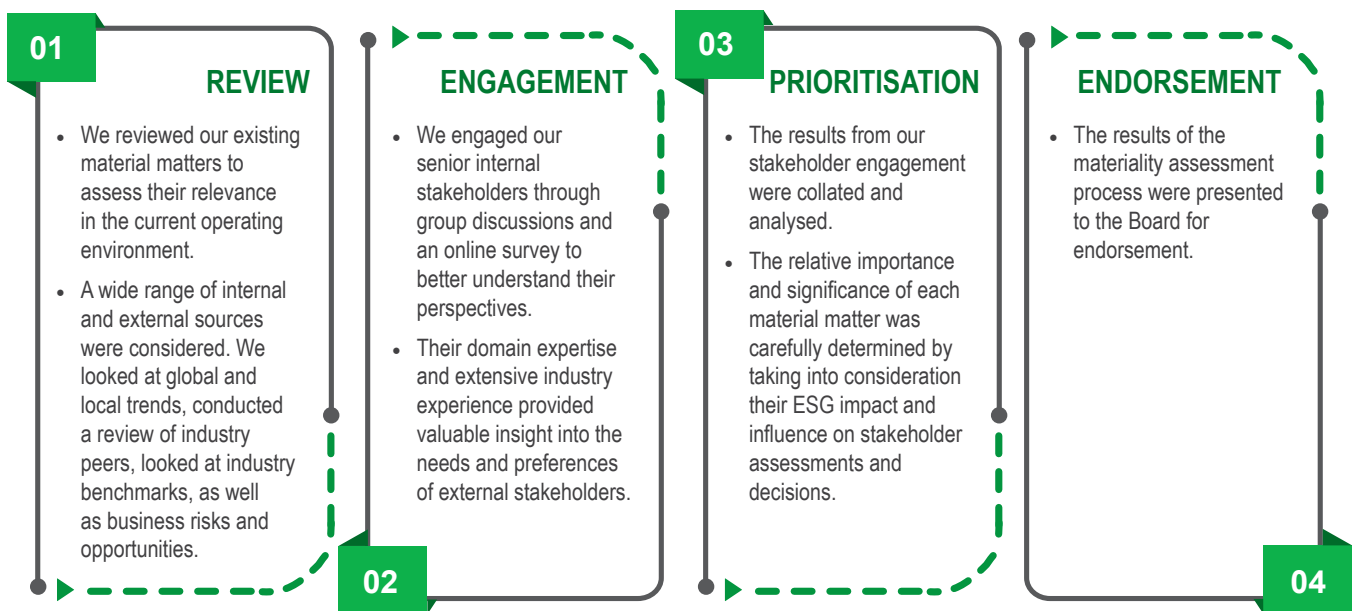 01
REVIEW
• We reviewed our existing
material matters to
assess their relevance
in the current operating
environment.
• A wide range of internal
and external sources
were considered. We
looked at global and
local trends, conducted
a review of industry
peers, looked at industry
benchmarks, as well
as business risks and
opportunities.
02
ENGAGEMENT
• We engaged our
senior internal
stakeholders through
group discussions and
an online survey to
better understand their
perspectives.
• Their domain expertise
and extensive industry
experience provided
valuable insight into the
needs and preferences
of external stakeholders.
03
PRIORITISATION
• The results from our
stakeholder engagement
were collated and
analysed.
• The relative importance
and significance of each
material matter was
carefully determined by
taking into consideration
their ESG impact and
influence on stakeholder
assessments and
decisions.
04
ENDORSEMENT
• The results of the
materiality assessment
process were presented
to the Board for
endorsement.